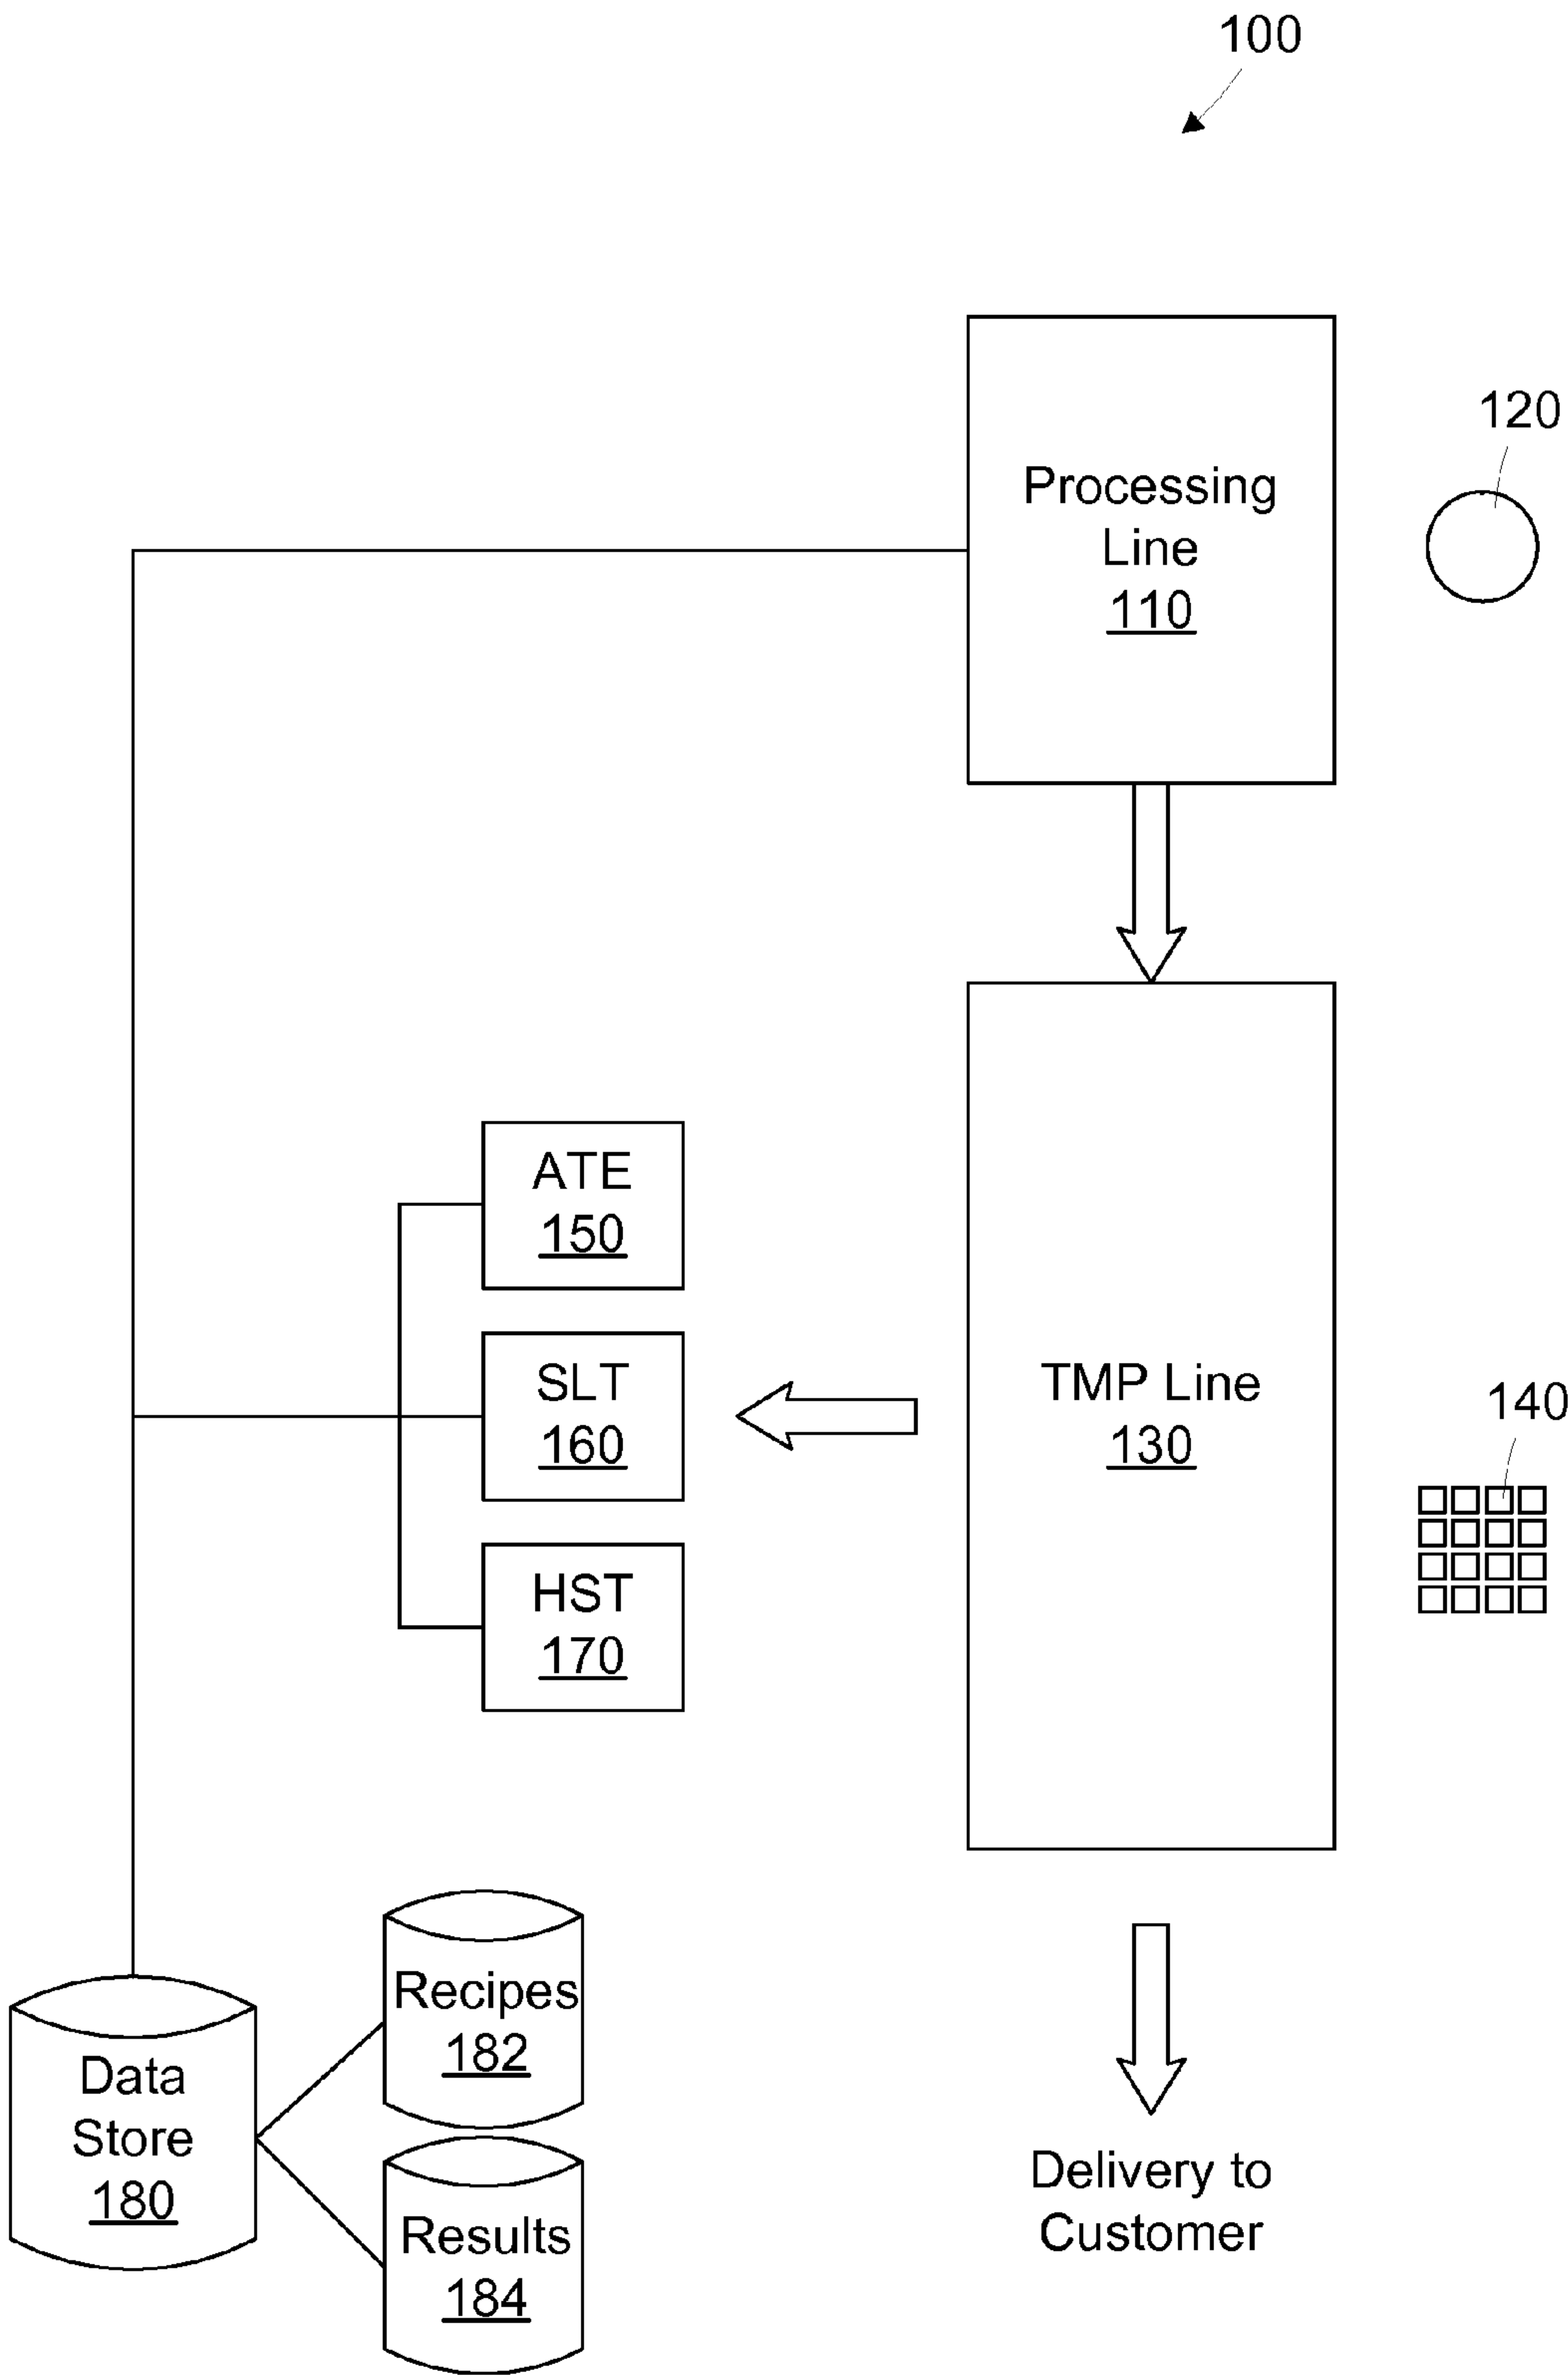 100
120
Processing
Line
110
ATE
150
SLT
160
HST
170
TMP Line
130
140
Recipes
182
Data
Store
180
Results
184
Delivery to
Customer